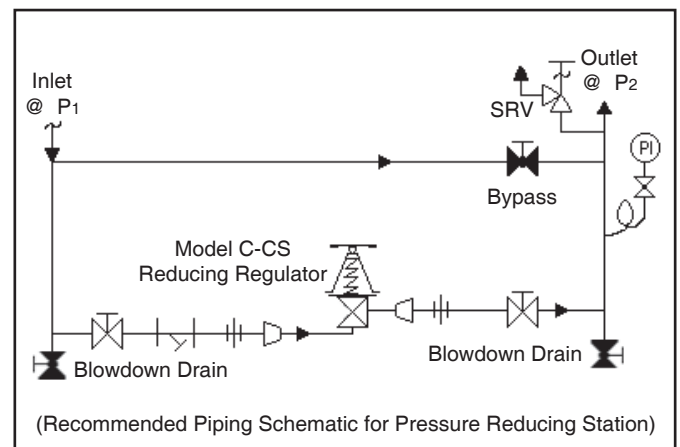 Inlet
@ P1
Outlet
@ P2
SRV
PI
Bypass
Model C-CS
Reducing Regulator
Blowdown Drain
Blowdown Drain
(Recommended Piping Schematic for Pressure Reducing Station)